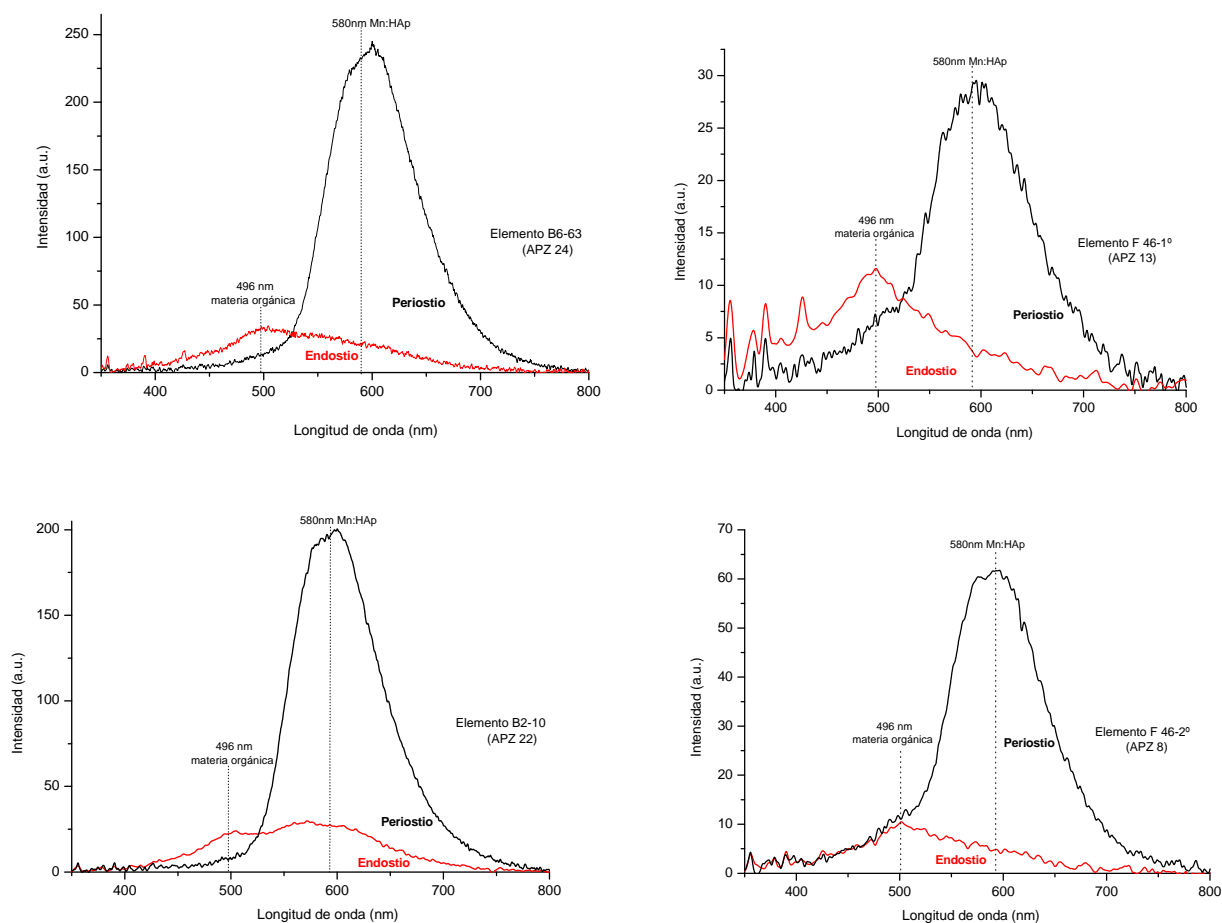 580nm Mn:HAp
250
200
150
100
50
0
Intensidad (a.u.)
Elemento B6-63
(APZ 24)
496 nm
materia orgánica
Periostio
Endostio
400
500
600
700
800
Longitud de onda (nm)
580nm Mn:HAp
30
25
20
15
10
5
0
Intensidad (a.u.)
496 nm
materia orgánica
Elemento F 46-1º
(APZ 13)
Periostio
Endostio
400
500
600
700
800
Longitud de onda (nm)
580nm Mn:HAp
200
150
100
50
0
Intensidad (a.u.)
Elemento B2-10
(APZ 22)
496 nm
materia orgánica
Periostio
Endostio
400
500
600
700
800
Longitud de onda (nm)
580nm Mn:HAp
70
60
50
40
30
20
10
0
Intensidad (a.u.)
496 nm
materia orgánica
Periostio
Elemento F 46-2º
(APZ 8)
Endostio
400
500
600
700
800
Longitud de onda (nm)